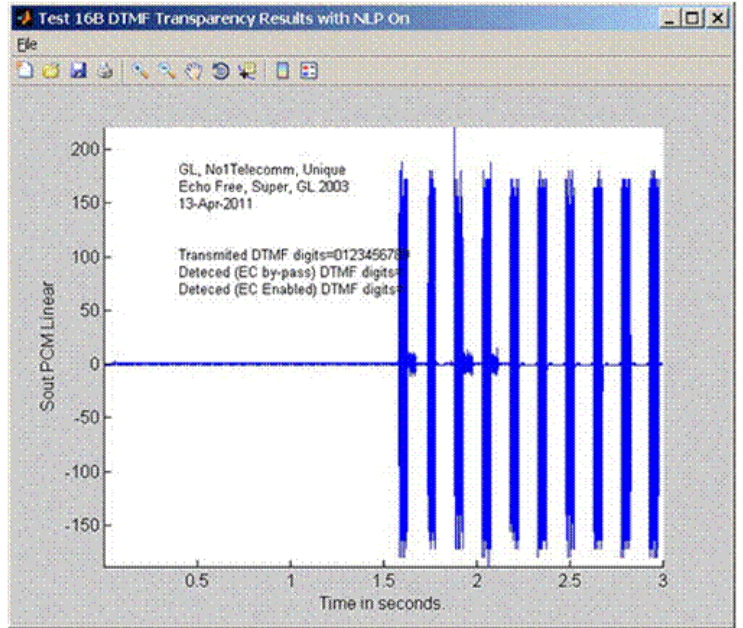 Test 16B DTMF Transparency Results with NLP On
File
200
150
100
50
0
-50
-100
-150
Sout PCM Linear
GL, No1Telecomm, Unique
Echo Free, Super, GL 2003
13-Apr-2011
Transmited DTMF digits=0123456789
Deteced (EC by-pass) DTMF digits=
Deteced (EC Enabled) DTMF digits=
0.5 1 1.5 2 2.5 3
Time in seconds.